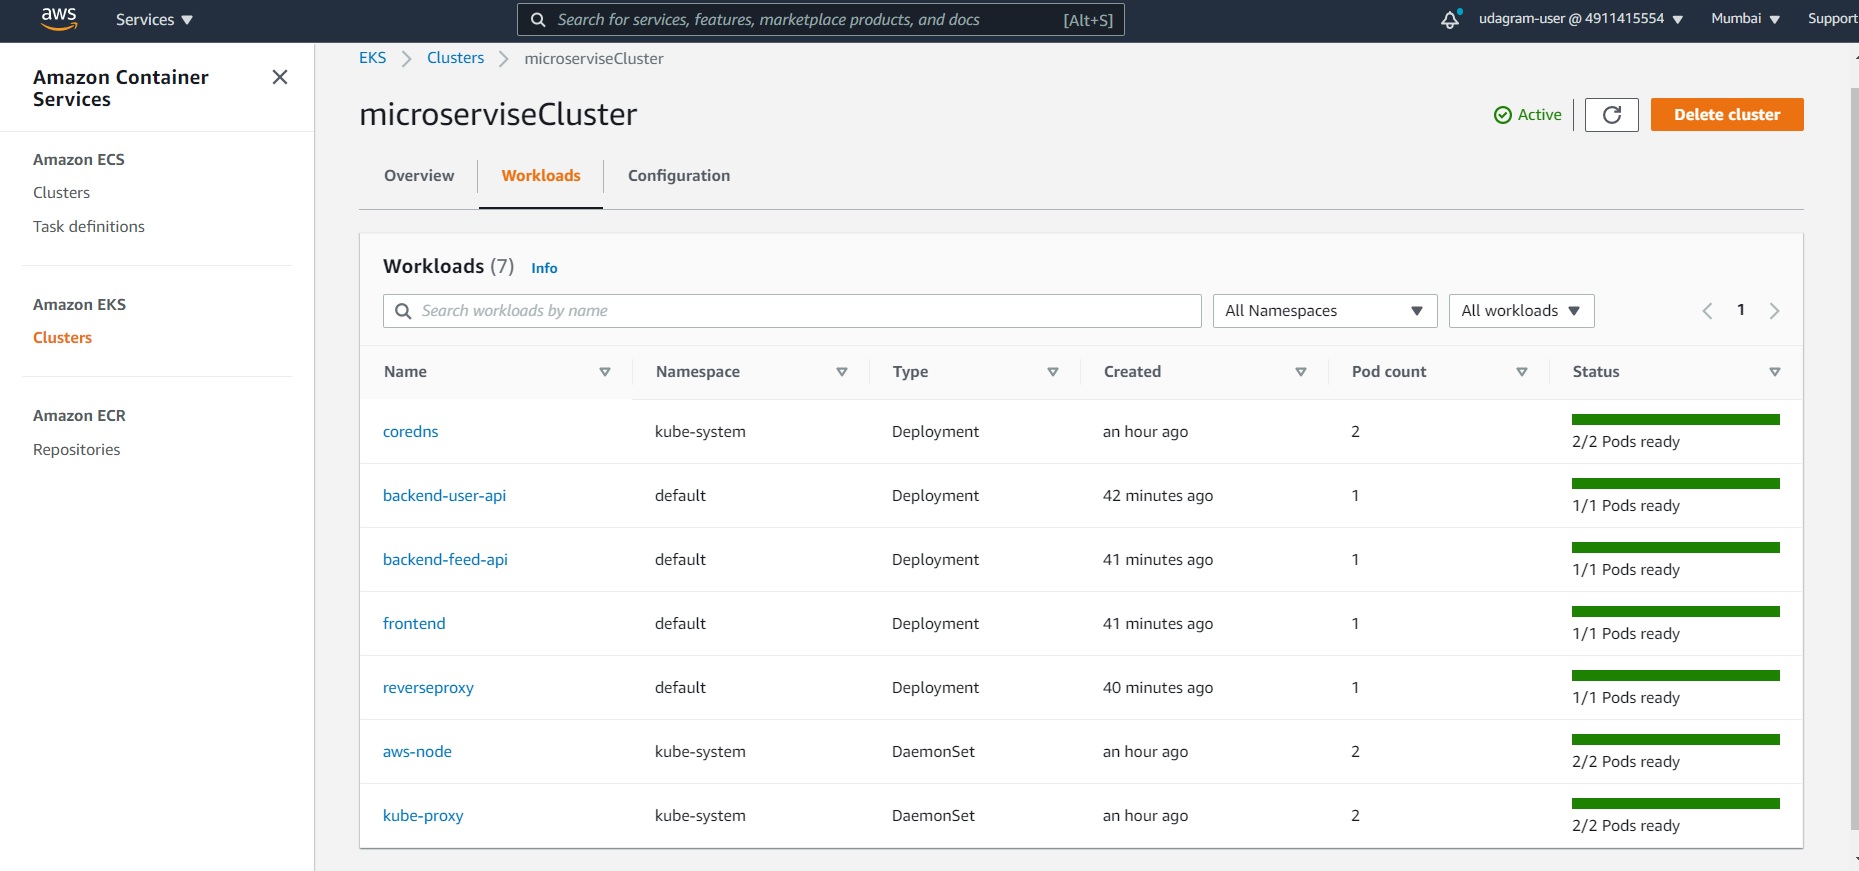 aws
Services
Search for services, features, marketplace products, and docs [Alt+S]
udagram-user @ 4911415554
Mumbai
Support
Amazon Container
Services
Amazon ECS
Clusters
Task definitions
Amazon EKS
Clusters
Amazon ECR
Repositories
EKS Clusters microserviseCluster
microserviseCluster
Active
Delete cluster
Overview Workloads Configuration
Workloads (7) Info
Search workloads by name
All Namespaces
All workloads
1
Name Namespace Type Created Pod count Status
coredns kube-system Deployment an hour ago 2 2/2 Pods ready
backend-user-api default Deployment 42 minutes ago 1 1/1 Pods ready
backend-feed-api default Deployment 41 minutes ago 1 1/1 Pods ready
frontend default Deployment 41 minutes ago 1 1/1 Pods ready
reverseproxy default Deployment 40 minutes ago 1 1/1 Pods ready
aws-node kube-system DaemonSet an hour ago 2 2/2 Pods ready
kube-proxy kube-system DaemonSet an hour ago 2 2/2 Pods ready